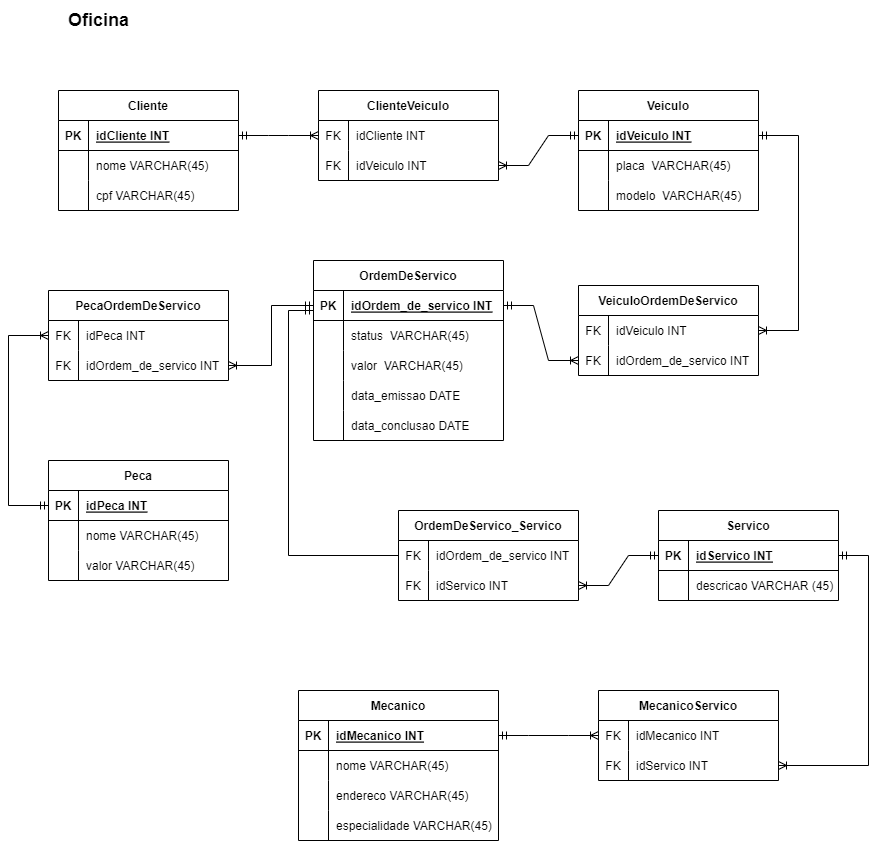 Oficina
Cliente
PK idCliente INT
nome VARCHAR(45)
cpf VARCHAR(45)
ClienteVeiculo
FK idCliente INT
FK idVeiculo INT
Veiculo
PK idVeiculo INT
placa VARCHAR(45)
modelo VARCHAR(45)
PecaOrdemDeServico
FK idPeca INT
FK idOrdem_de_servico INT
OrdemDeServico
PK idOrdem_de_servico INT
status VARCHAR(45)
valor VARCHAR(45)
data_emissao DATE
data_conclusao DATE
VeiculoOrdemDeServico
FK idVeiculo INT
FK idOrdem_de_servico INT
Peca
PK idPeca INT
nome VARCHAR(45)
valor VARCHAR(45)
OrdemDeServico_Servico
FK idOrdem_de_servico INT
FK idServico INT
Servico
PK idServico INT
descricao VARCHAR (45)
Mecanico
PK idMecanico INT
nome VARCHAR(45)
endereco VARCHAR(45)
especialidade VARCHAR(45)
MecanicoServico
FK idMecanico INT
FK idServico INT